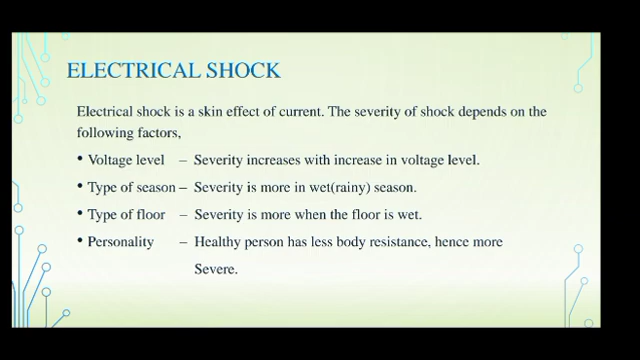 ELECTRICAL SHOCK
Electrical shock is a skin effect of current. The severity of shock depends on the
following factors,
• Voltage level – Severity increases with increase in voltage level.
• Type of season – Severity is more in wet(rainy) season.
• Type of floor – Severity is more when the floor is wet.
• Personality – Healthy person has less body resistance, hence more
Severe.